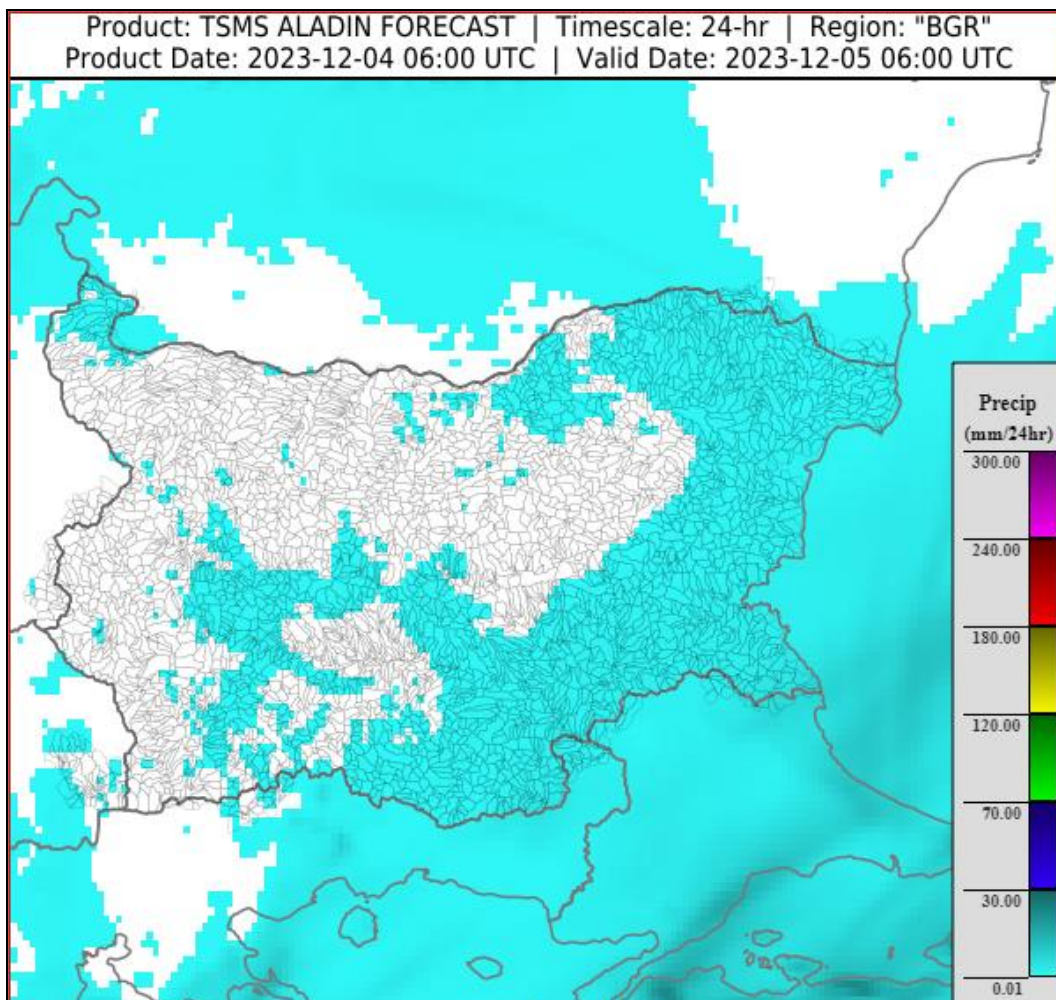 Product: TSMS ALADIN FORECAST | Timescale: 24-hr | Region: "BGR"
Product Date: 2023-12-04 06:00 UTC | Valid Date: 2023-12-05 06:00 UTC
Precip
(mm/24hr)
300.00
240.00
180.00
120.00
70.00
30.00
0.01